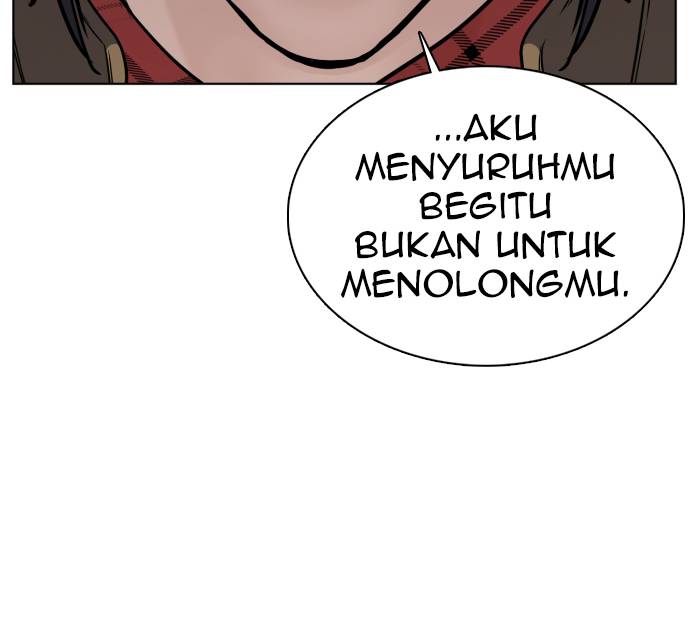 ...AKU
MENYURUHMU
BEGITU
BUKAN UNTUK
MENOLONGMU.